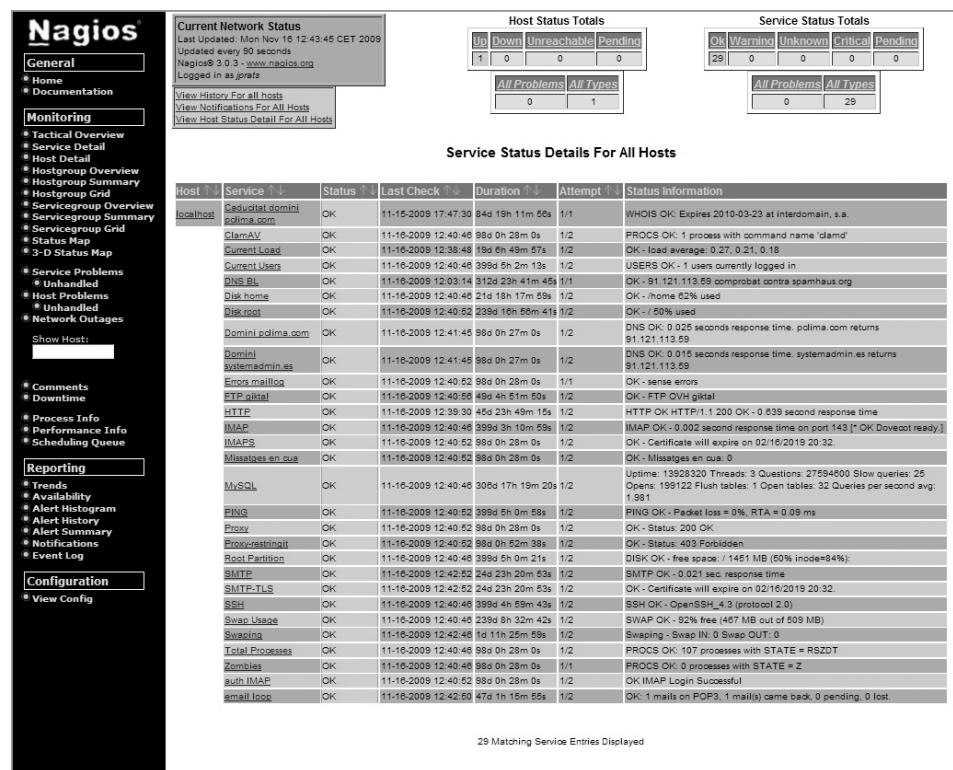 Nagios®
General
Home
Documentation
Monitoring
Tactical Overview
Service Detail
Host Detail
Hostgroup Overview
Hostgroup Summary
Hostgroup Grid
Servicegroup Overview
Servicegroup Summary
Servicegroup Grid
Status Map
3-D Status Map
Service Problems
Unhandled
Host Problems
Unhandled
Network Outages
Show Host:
Comments
Downtime
Process Info
Performance Info
Scheduling Queue
Reporting
Trends
Availability
Alert Histogram
Alert History
Alert Summary
Notifications
Event Log
Configuration
View Config
Current Network Status
Last Updated: Mon Nov 16 12:43:45 CET 2009
Updated every 90 seconds
Nagios® 3.0.3 - www.nagios.org
Logged in as jprats
View History For all hosts
View Notifications For All Hosts
View Host Status Detail For All Hosts
Host Status Totals
Up Down Unreachable Pending
1 0 0 0
All Problems All Types
0 1
Service Status Totals
Ok Warning Unknown Critical Pending
29 0 0 0 0
All Problems All Types
0 29
Service Status Details For All Hosts
Host ↑↓ Service ↑↓ Status ↑↓ Last Check ↑↓ Duration ↑↓ Attempt ↑↓ Status Information
localhost Caducitat domini pclima.com OK 11-15-2009 17:47:30 84d 19h 11m 56s 1/1 WHOIS OK: Expires 2010-03-23 at interdomain, s.a.
ClamAV OK 11-16-2009 12:40:46 98d 0h 28m 0s 1/2 PROCS OK: 1 process with command name 'clamd'
Current Load OK 11-16-2009 12:38:48 19d 6h 49m 57s 1/2 OK - load average: 0.27, 0.21, 0.18
Current Users OK 11-16-2009 12:40:46 399d 5h 2m 13s 1/2 USERS OK - 1 users currently logged in
DNS BL OK 11-16-2009 12:03:14 312d 23h 41m 45s 1/1 OK - 91.121.113.59 comprobat contra spamhaus.org
Disk home OK 11-16-2009 12:40:46 21d 18h 17m 59s 1/2 OK - /home 62% used
Disk root OK 11-16-2009 12:40:52 239d 16h 56m 41s 1/2 OK - / 50% used
Domini pclima.com OK 11-16-2009 12:41:45 98d 0h 27m 0s 1/2 DNS OK: 0.025 seconds response time. pclima.com returns
91.121.113.59
Domini systemadmin.es OK 11-16-2009 12:41:45 98d 0h 27m 0s 1/2 DNS OK: 0.015 seconds response time. systemadmin.es returns
91.121.113.59
Errors maillog OK 11-16-2009 12:40:52 98d 0h 28m 0s 1/1 OK - sense errors
FTP giktal OK 11-16-2009 12:40:56 49d 4h 51m 50s 1/2 OK - FTP OVH giktal
HTTP OK 11-16-2009 12:39:30 45d 23h 49m 15s 1/2 HTTP OK HTTP/1.1 200 OK - 0.639 second response time
IMAP OK 11-16-2009 12:40:46 399d 3h 10m 59s 1/2 IMAP OK - 0.002 second response time on port 143 [* OK Dovecot ready.]
IMAPS OK 11-16-2009 12:40:52 98d 0h 28m 0s 1/2 OK - Certificate will expire on 02/16/2019 20:32.
Missatges en cua OK 11-16-2009 12:40:52 98d 0h 28m 0s 1/2 OK - Missatges en cua: 0
MySQL OK 11-16-2009 12:40:46 306d 17h 19m 20s 1/2 Uptime: 13928320 Threads: 3 Questions: 27594600 Slow queries: 25
Opens: 199122 Flush tables: 1 Open tables: 32 Queries per second avg:
1.981
PING OK 11-16-2009 12:40:52 399d 5h 0m 58s 1/2 PING OK - Packet loss = 0%, RTA = 0.09 ms
Proxy OK 11-16-2009 12:40:52 98d 0h 28m 0s 1/2 OK - Status: 200 OK
Proxy-restringit OK 11-16-2009 12:40:52 98d 0h 52m 38s 1/2 OK - Status: 403 Forbidden
Root Partition OK 11-16-2009 12:40:46 399d 5h 0m 21s 1/2 DISK OK - free space: / 1451 MB (50% inode=84%):
SMTP OK 11-16-2009 12:42:52 24d 23h 20m 53s 1/2 SMTP OK - 0.021 sec. response time
SMTP-TLS OK 11-16-2009 12:42:52 24d 23h 20m 53s 1/2 OK - Certificate will expire on 02/16/2019 20:32.
SSH OK 11-16-2009 12:40:46 399d 4h 59m 43s 1/2 SSH OK - OpenSSH_4.3 (protocol 2.0)
Swap Usage OK 11-16-2009 12:40:46 239d 8h 32m 42s 1/2 SWAP OK - 92% free (467 MB out of 509 MB)
Swaping OK 11-16-2009 12:42:46 1d 11h 25m 59s 1/2 Swaping - Swap IN: 0 Swap OUT: 0
Total Processes OK 11-16-2009 12:40:46 98d 0h 28m 0s 1/2 PROCS OK: 107 processes with STATE = RSZDT
Zombies OK 11-16-2009 12:40:46 98d 0h 28m 0s 1/1 PROCS OK: 0 processes with STATE = Z
auth IMAP OK 11-16-2009 12:40:52 98d 0h 28m 0s 1/2 OK IMAP Login Successful
email loop OK 11-16-2009 12:42:50 47d 1h 15m 55s 1/2 OK: 1 mails on POP3, 1 mail(s) came back, 0 pending, 0 lost.
29 Matching Service Entries Displayed